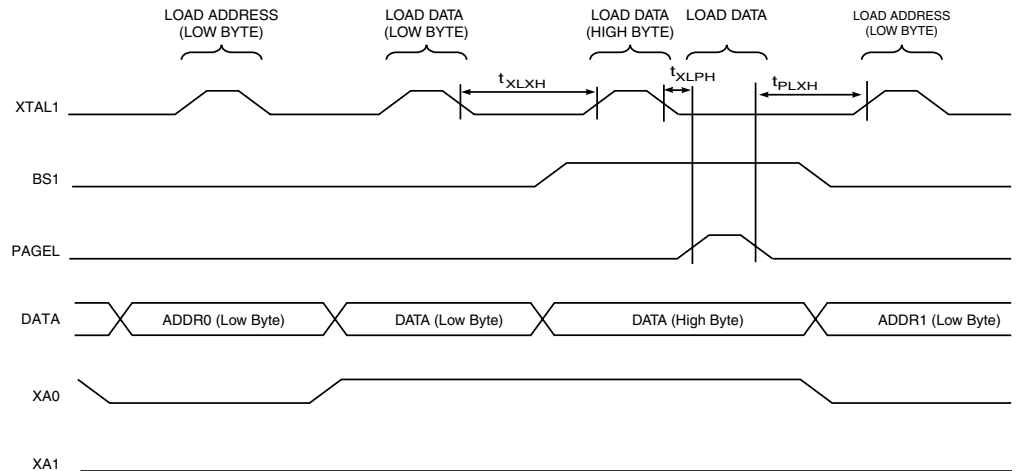 LOAD ADDRESS
(LOW BYTE)
LOAD DATA
(LOW BYTE)
LOAD DATA
(HIGH BYTE)
LOAD DATA
LOAD ADDRESS
(LOW BYTE)
tXLXH
tXLPH
tPLXH
XTAL1
BS1
PAGEL
DATA
ADDR0 (Low Byte)
DATA (Low Byte)
DATA (High Byte)
ADDR1 (Low Byte)
XA0
XA1